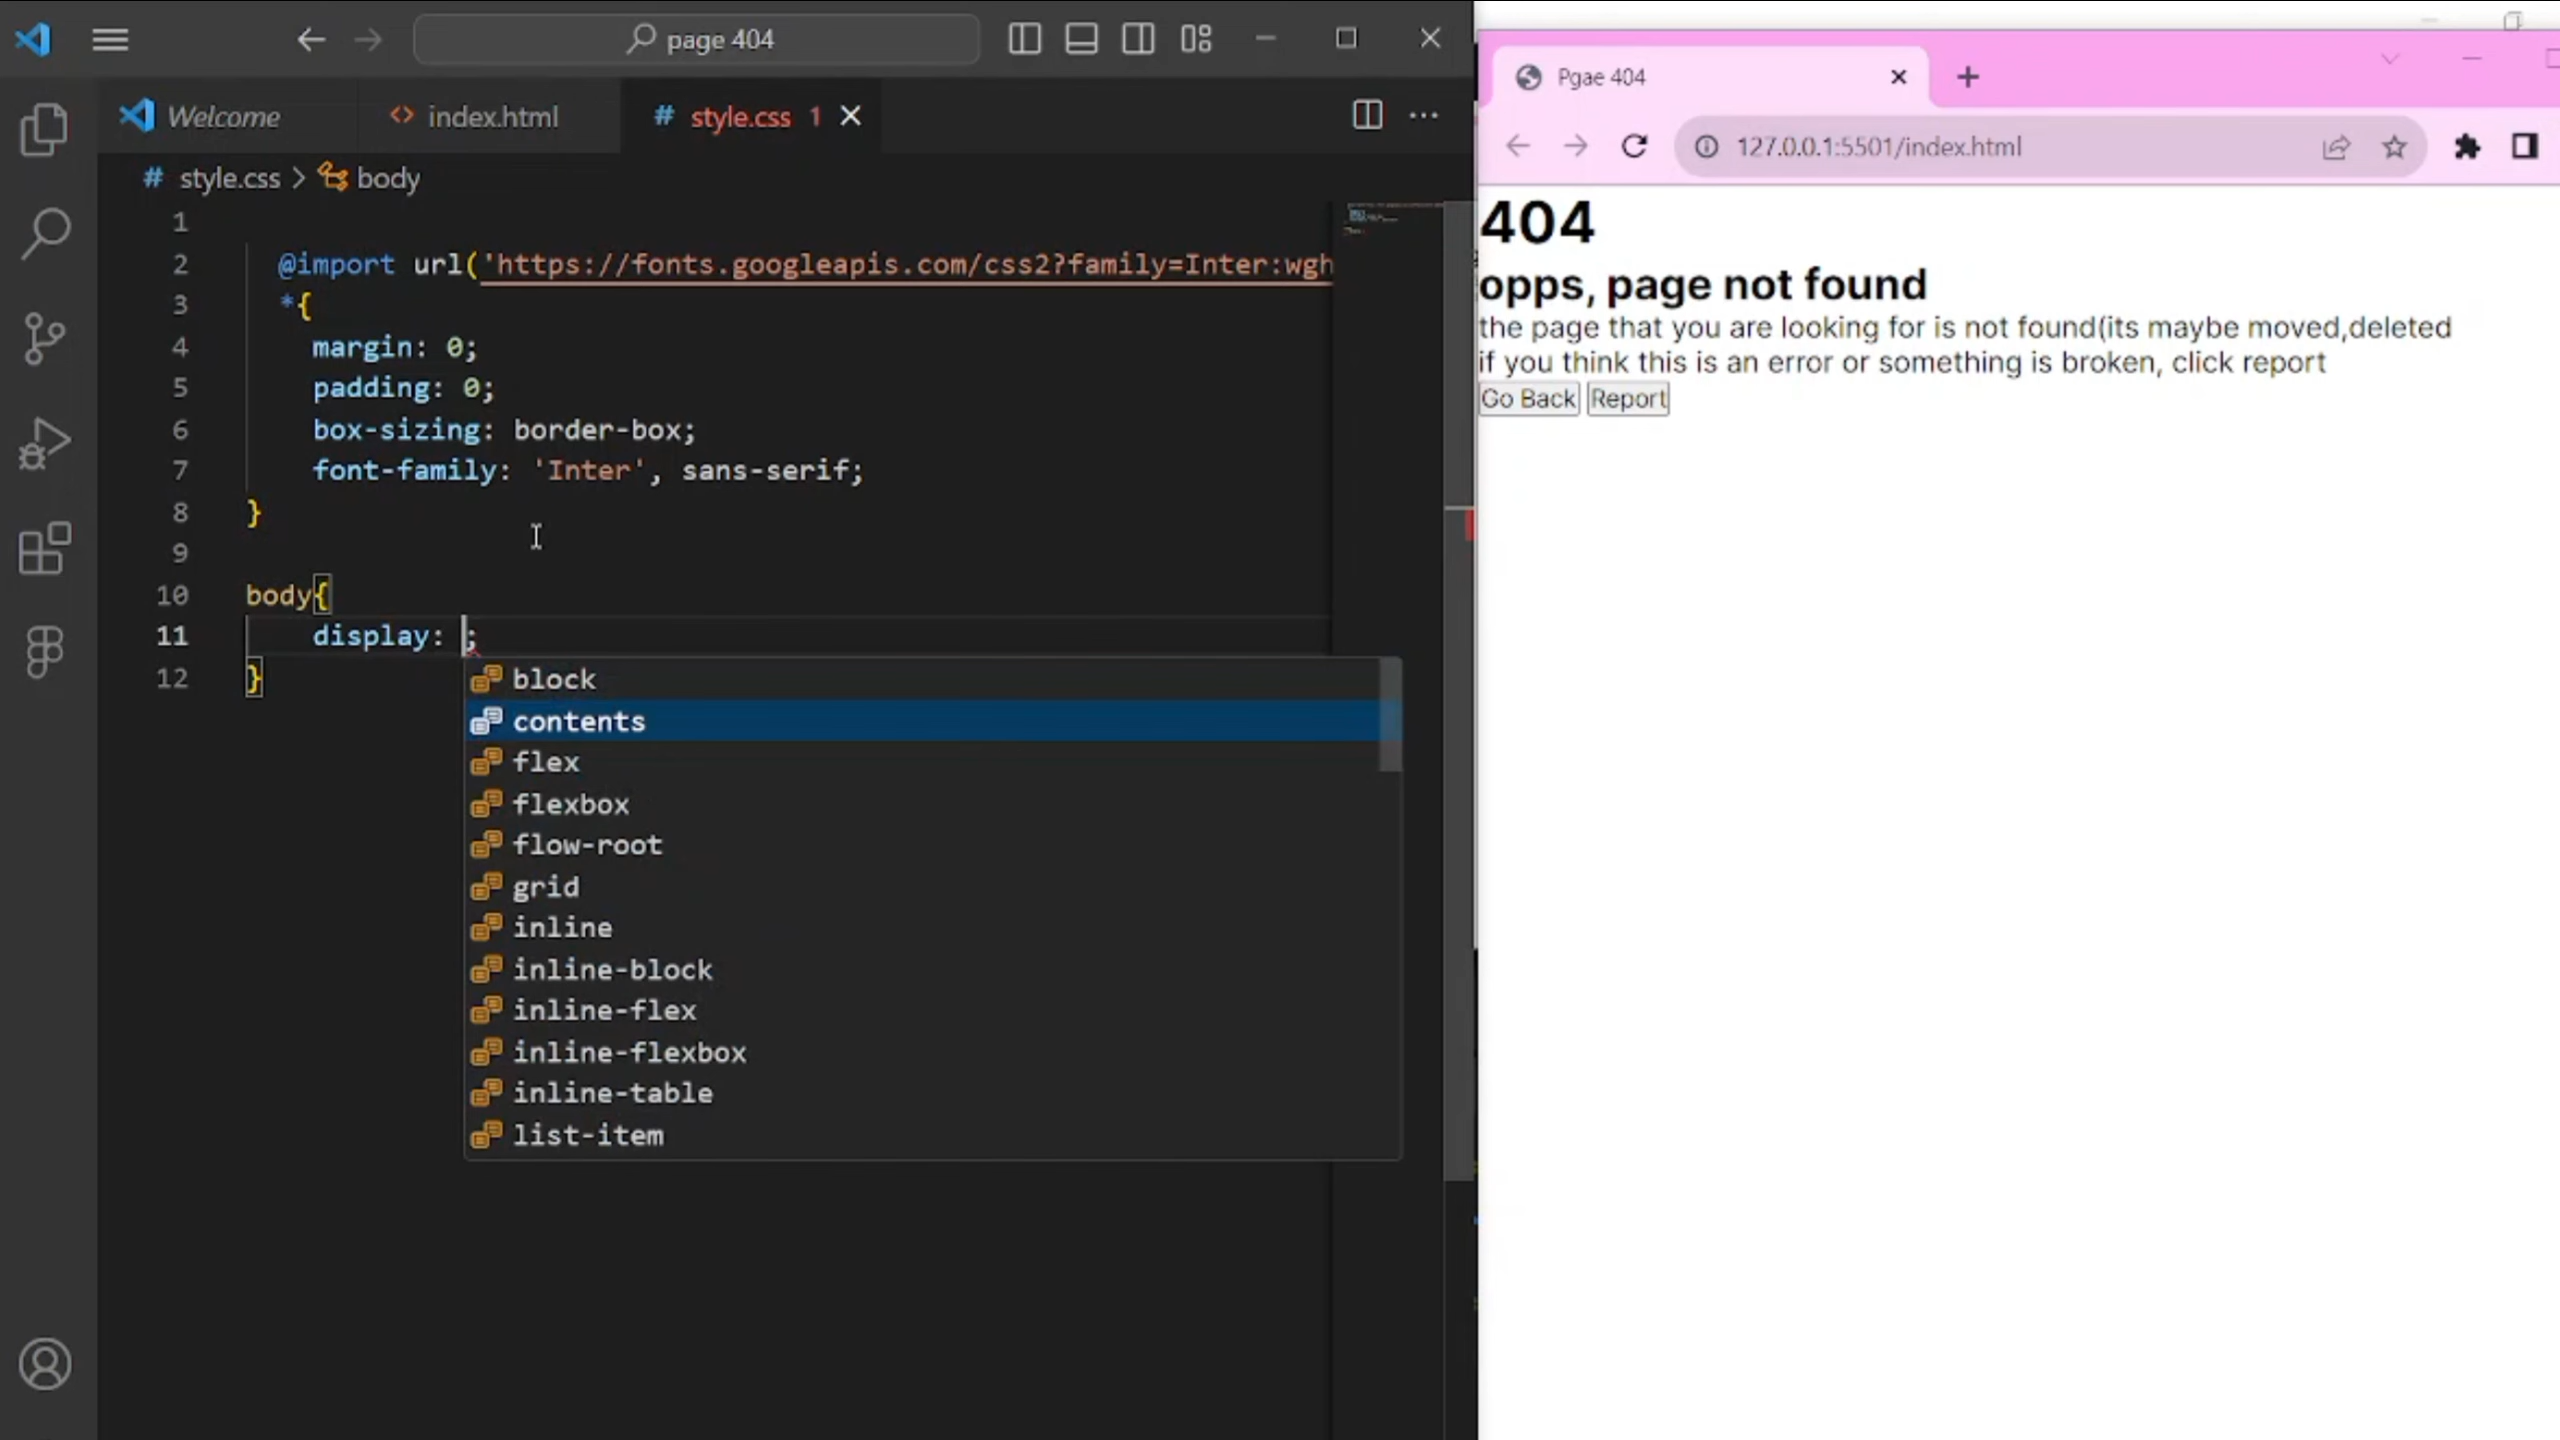 page 404
Welcome
index.html
style.css 1
style.css > body
1
2 @import url('https://fonts.googleapis.com/css2?family=Inter:wgh
3 *{
4 margin: 0;
5 padding: 0;
6 box-sizing: border-box;
7 font-family: 'Inter', sans-serif;
8 }
9
10 body{
11 display: ;
12 }
block
contents
flex
flexbox
flow-root
grid
inline
inline-block
inline-flex
inline-flexbox
inline-table
list-item
Pgae 404
127.0.0.1:5501/index.html
404
opps, page not found
the page that you are looking for is not found(its maybe moved,deleted
if you think this is an error or something is broken, click report
Go Back Report